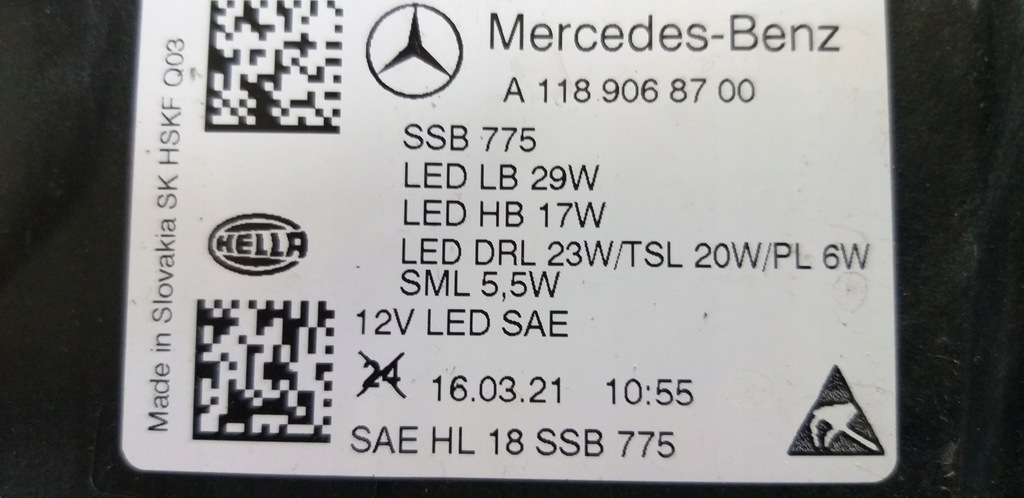 Mercedes-Benz
A 118 906 87 00
SSB 775
LED LB 29W
LED HB 17W
LED DRL 23W/TSL 20W/PL 6W
SML 5,5W
12V LED SAE
24 16.03.21 10:55
SAE HL 18 SSB 775
HELLA
Made in Slovakia SK HSKF Q03